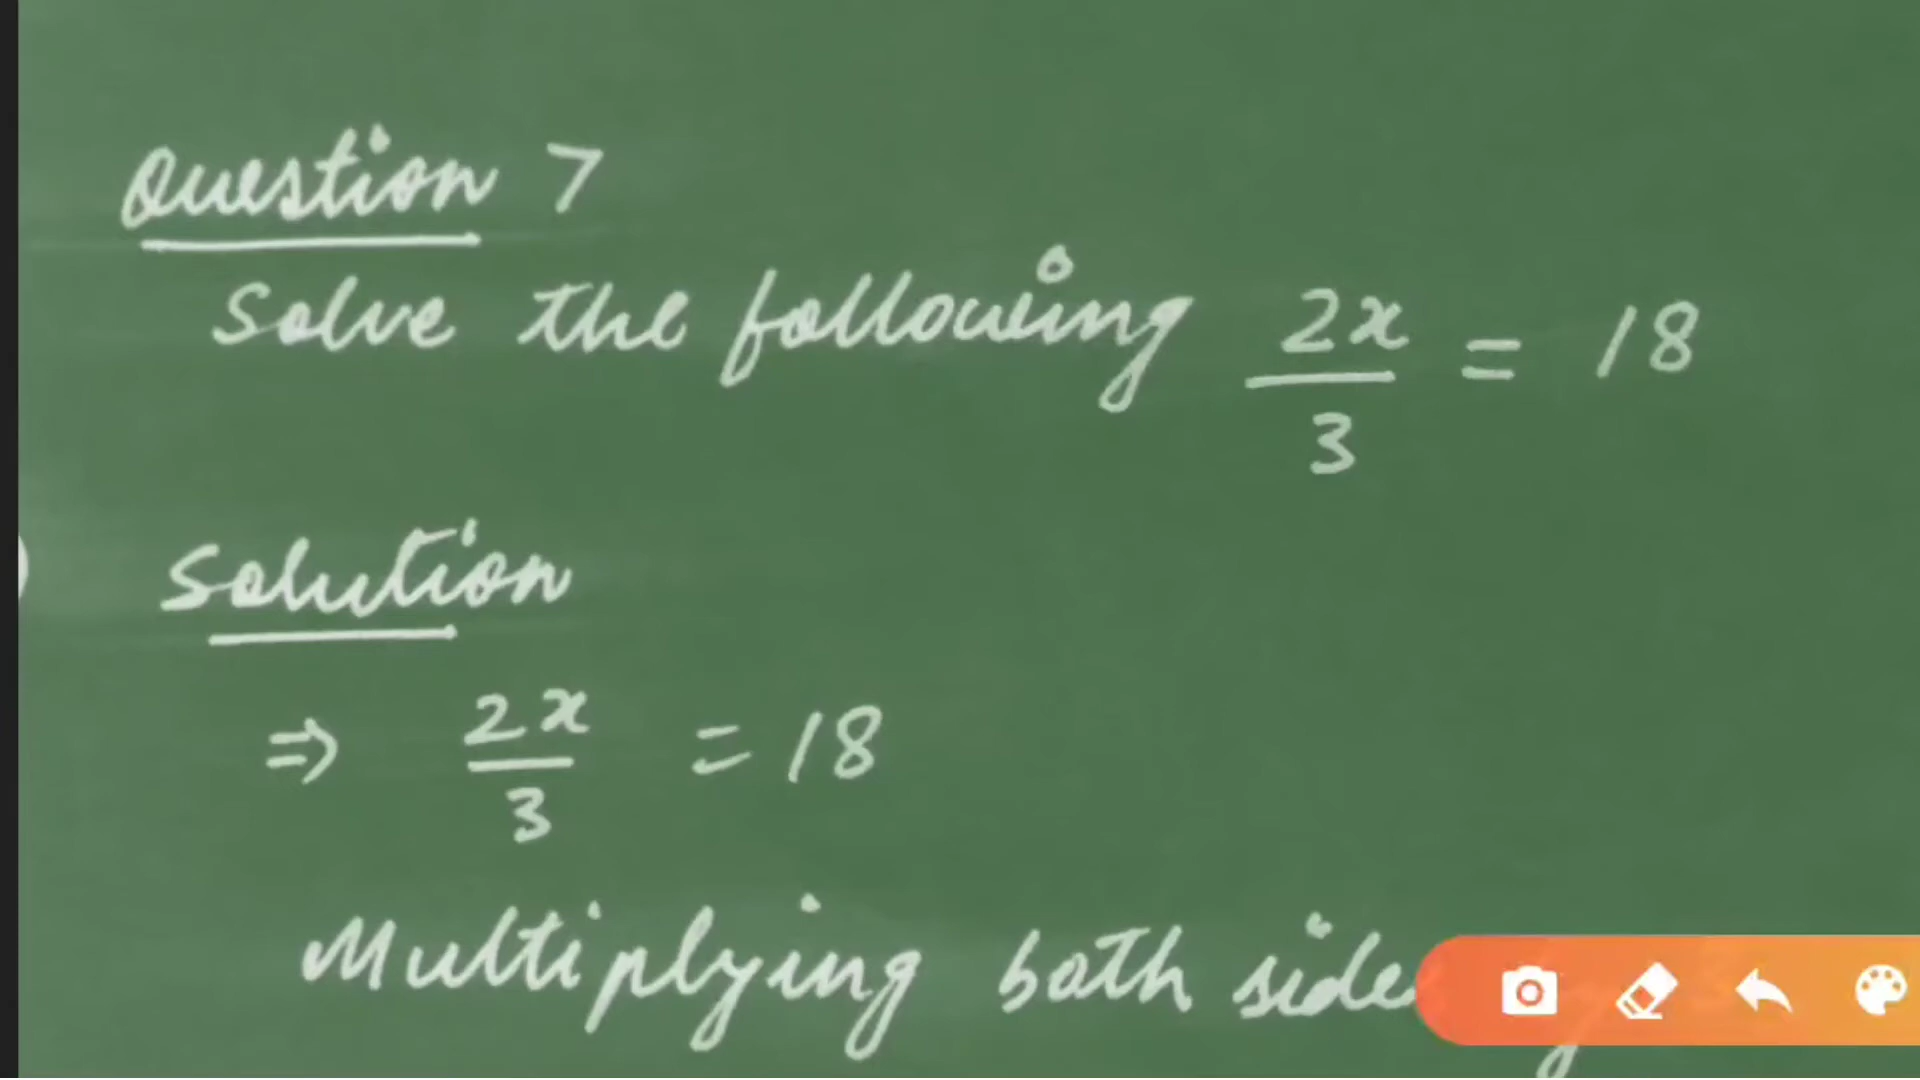 Question 7
Solve the following 2x/3 = 18
Solution
⇒ 2x/3 = 18
Multiplying both side